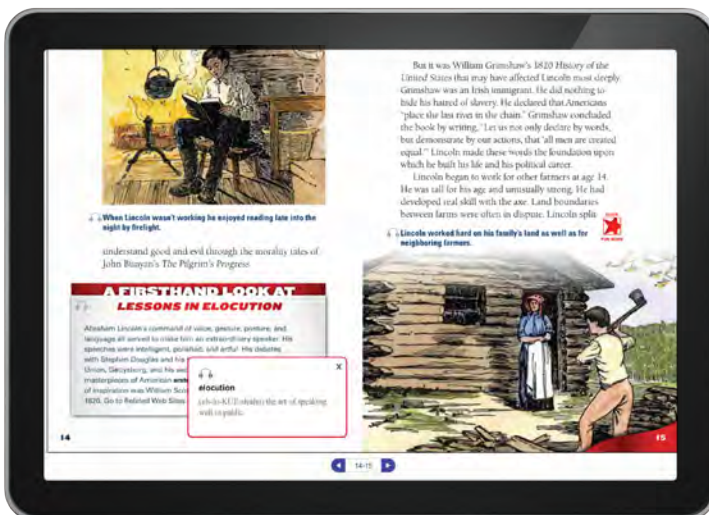 When Lincoln wasn't working he enjoyed reading late into the
night by firelight.
understand good and evil through the morality tales of
John Bunyan's The Pilgrim's Progress
A FIRSTHAND LOOK AT
LESSONS IN ELOCUTION
Abraham Lincoln's command of voice, gesture, posture, and
language all served to make him an extraordinary speaker. His
speeches were intelligent, polished, and artful. His debates
with Stephen Douglas and his
Union, Gettysburg, and his
masterpieces of American
of inspiration was William Sco
1820. Go to Related Web Sites
X
elocution
the art of speaking
well in public.
14
But it was William Grimshaw's 1820 History of the
United States that may have affected Lincoln most deeply.
Grimshaw was an Irish immigrant. He did nothing to
hide his hatred of slavery. He declared that Americans
"place the last rivet in the chain." Grimshaw concluded
the book by writing, "Let us not only declare by words,
but demonstrate by our actions, that 'all men are created
equal.'" Lincoln made these words the foundation upon
which he built his life and his political career.
Lincoln began to work for other farmers at age 14.
He was tall for his age and unusually strong. He had
developed real skill with the axe. Land boundaries
between farms were often in dispute. Lincoln split
FOR MORE
Lincoln worked hard on his family's land as well as for
neighboring farmers.
15
14-15